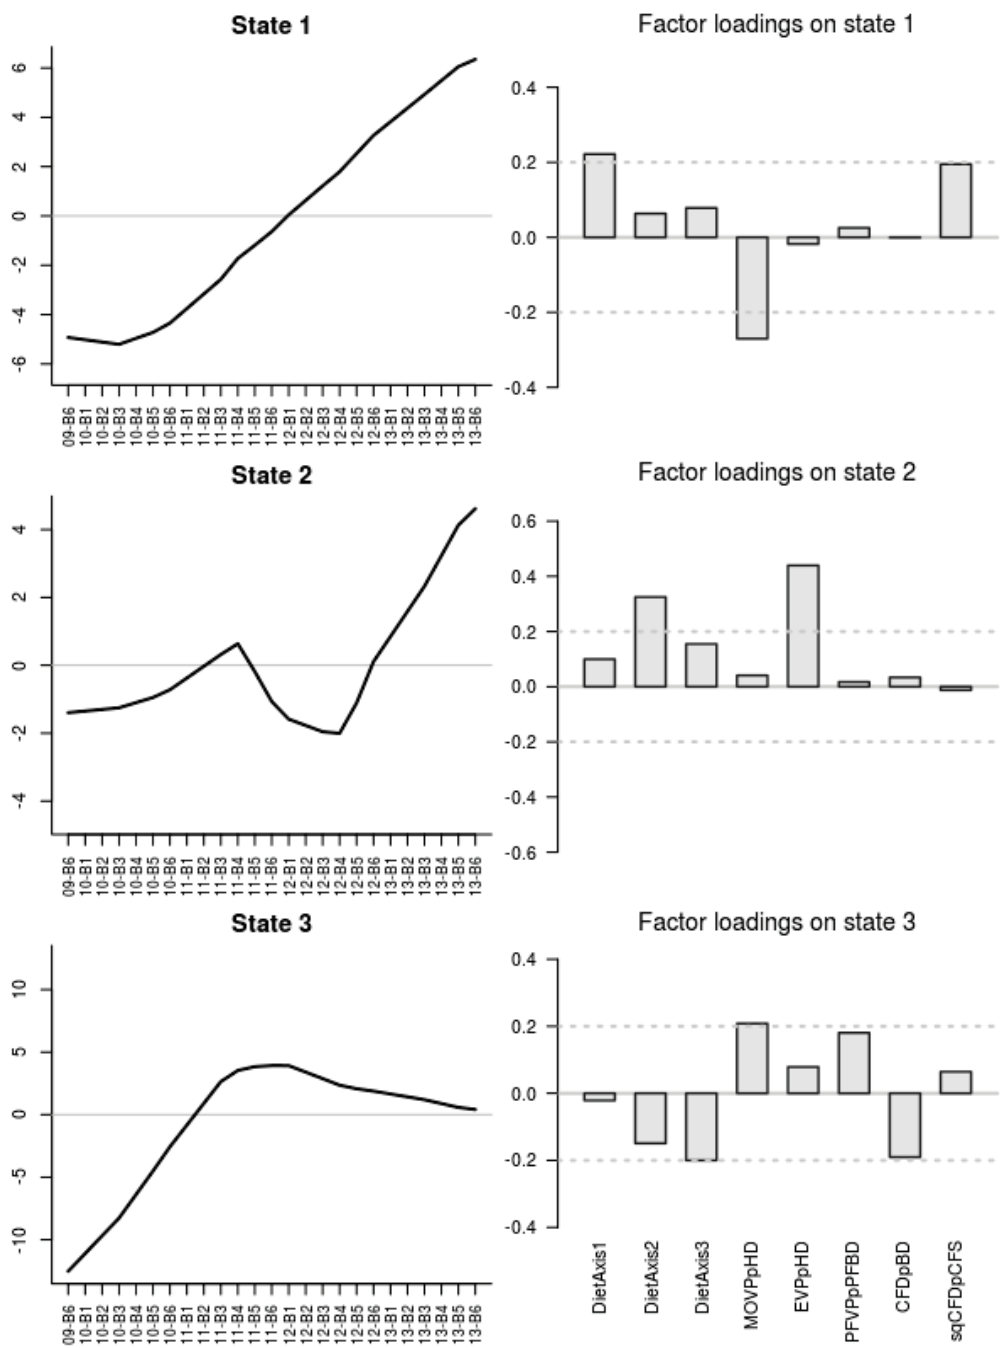 State 1
6
4
2
0
-2
-4
-6
09-B6
10-B1
10-B2
10-B3
10-B4
10-B5
10-B6
11-B1
11-B2
11-B3
11-B4
11-B5
11-B6
12-B1
12-B2
12-B3
12-B4
12-B5
12-B6
13-B1
13-B2
13-B3
13-B4
13-B5
13-B6
Factor loadings on state 1
0.4
0.2
0.0
-0.2
-0.4
State 2
4
2
0
-2
-4
09-B6
10-B1
10-B2
10-B3
10-B4
10-B5
10-B6
11-B1
11-B2
11-B3
11-B4
11-B5
11-B6
12-B1
12-B2
12-B3
12-B4
12-B5
12-B6
13-B1
13-B2
13-B3
13-B4
13-B5
13-B6
Factor loadings on state 2
0.6
0.4
0.2
0.0
-0.2
-0.4
-0.6
State 3
10
5
0
-5
-10
09-B6
10-B1
10-B2
10-B3
10-B4
10-B5
10-B6
11-B1
11-B2
11-B3
11-B4
11-B5
11-B6
12-B1
12-B2
12-B3
12-B4
12-B5
12-B6
13-B1
13-B2
13-B3
13-B4
13-B5
13-B6
Factor loadings on state 3
0.4
0.2
0.0
-0.2
-0.4
DietAxis1
DietAxis2
DietAxis3
MOVPpHD
EVPpHD
PFVPpPFBD
CFDpBD
sqCFDpCFS